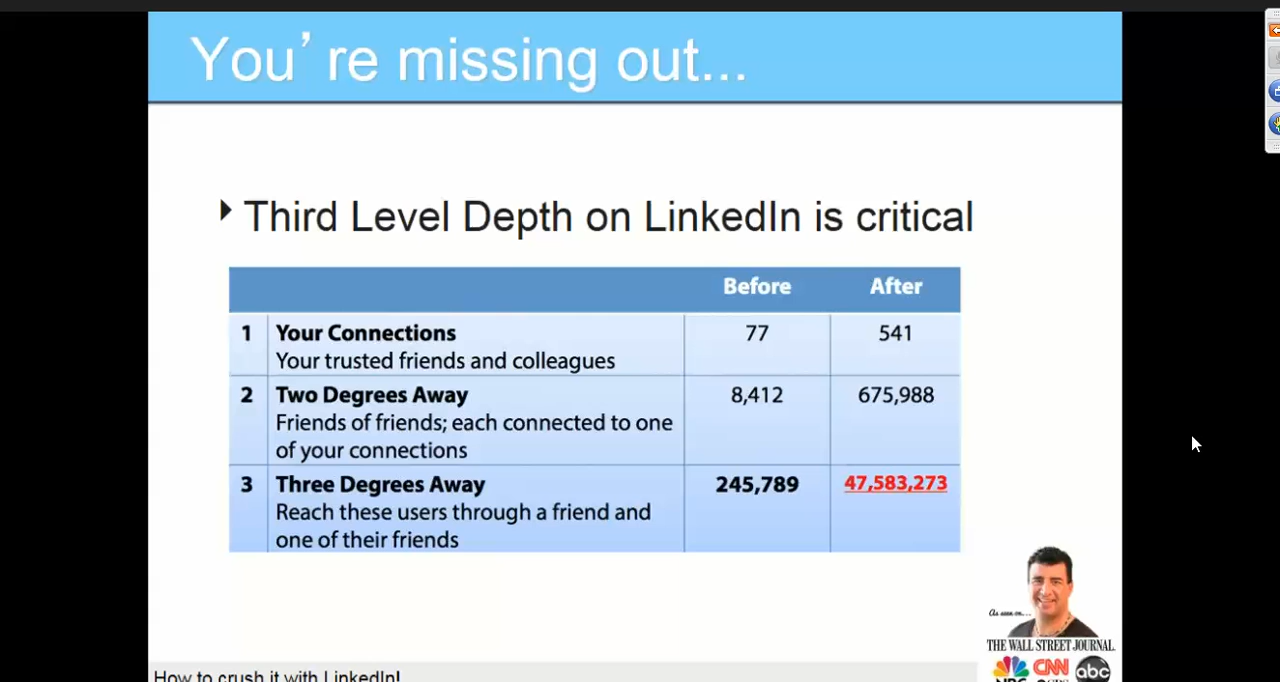 You're missing out...
Third Level Depth on LinkedIn is critical
Before After
1 Your Connections 77 541
Your trusted friends and colleagues
2 Two Degrees Away 8,412 675,988
Friends of friends; each connected to one
of your connections
3 Three Degrees Away 245,789 47,583,273
Reach these users through a friend and
one of their friends
As seen on...
THE WALL STREET JOURNAL.
NBC CNN abc
How to crush it with LinkedIn!